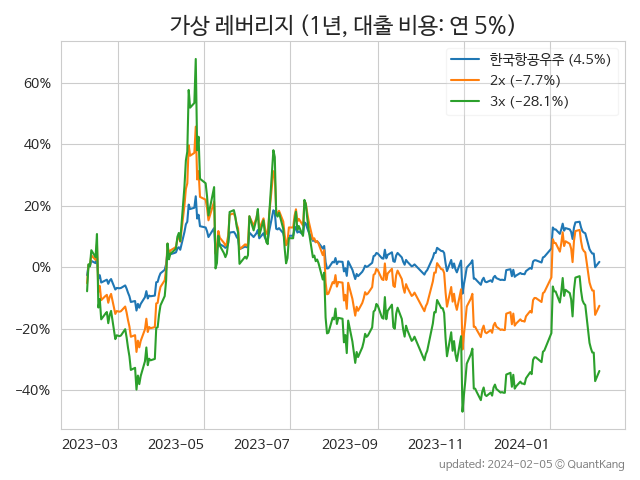 가상 레버리지 (1년, 대출 비용: 연 5%)
한국항공우주 (4.5%)
2x (−7.7%)
3x (−28.1%)
60%
40%
20%
0%
−20%
−40%
2023-03 2023-05 2023-07 2023-09 2023-11 2024-01
updated: 2024-02-05 © QuantKang